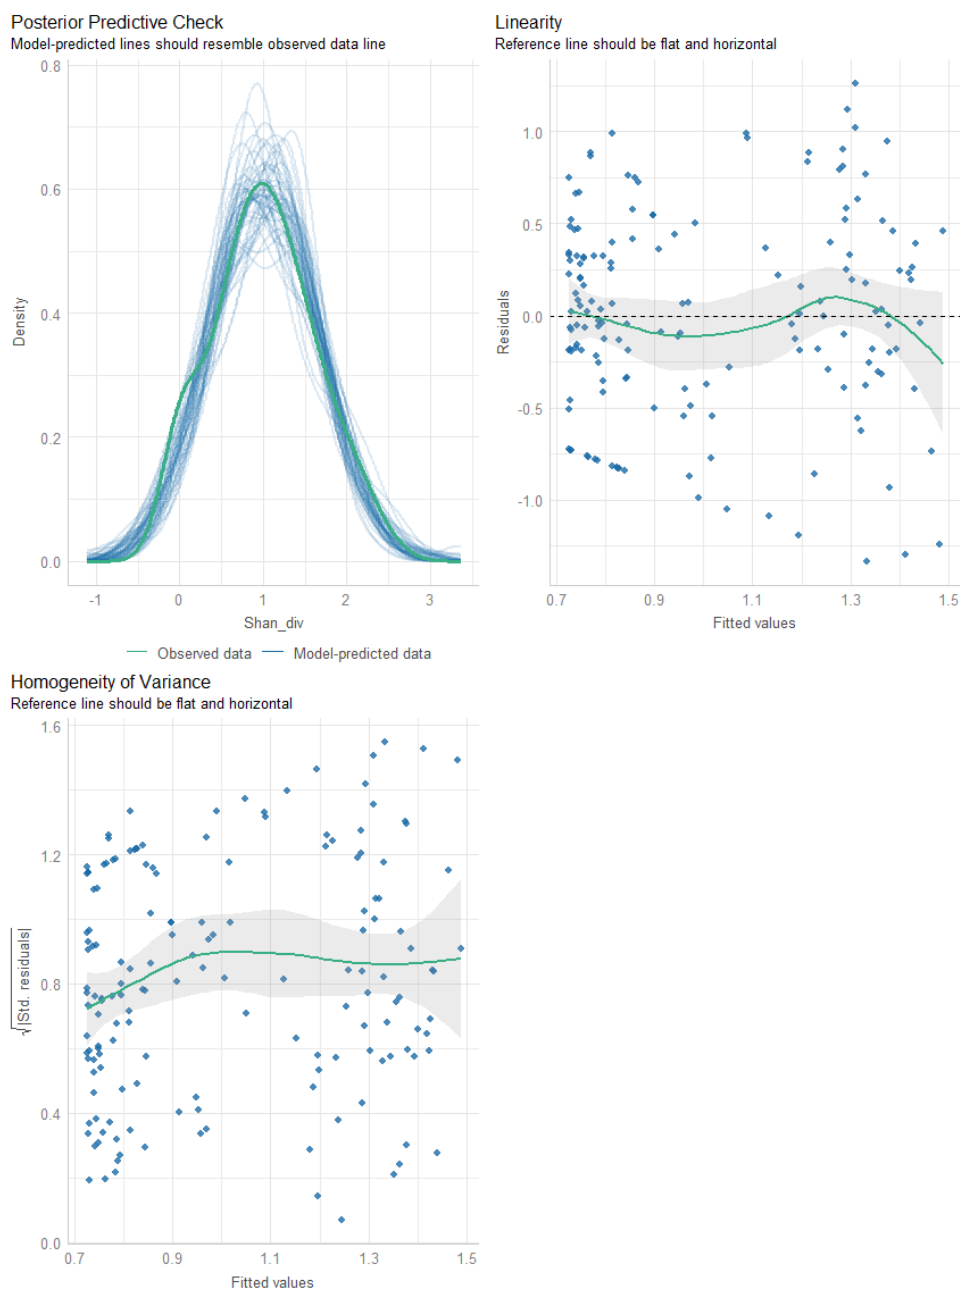 Posterior Predictive Check
Model-predicted lines should resemble observed data line
0.8
0.6
0.4
0.2
0.0
Density
-1 0 1 2 3
Shan_div
Observed data Model-predicted data
Linearity
Reference line should be flat and horizontal
1.0
0.5
0.0
-0.5
-1.0
Residuals
0.7 0.9 1.1 1.3 1.5
Fitted values
Homogeneity of Variance
Reference line should be flat and horizontal
1.6
1.2
0.8
0.4
0.0
√|Std. residuals|
0.7 0.9 1.1 1.3 1.5
Fitted values